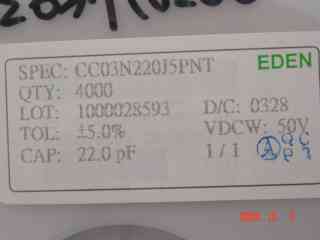 SPEC: CC03N220J5PNT EDEN
QTY: 4000
LOT: 1000028593 D/C: 0328
TOL: ±5.0% VDCW: 50V
CAP: 22.0 pF 1 / 1